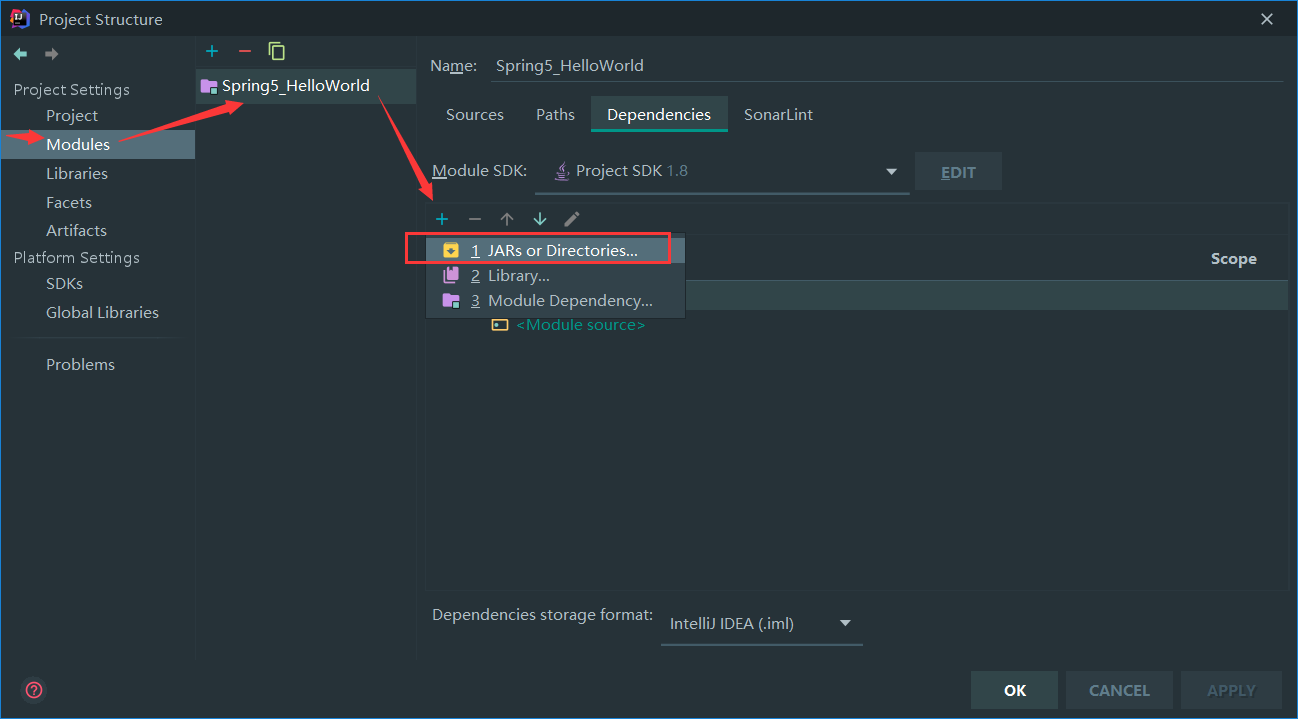 Project Structure
Project Settings
Project
Modules
Libraries
Facets
Artifacts
Platform Settings
SDKs
Global Libraries
Problems
Spring5_HelloWorld
Name: Spring5_HelloWorld
Sources Paths Dependencies SonarLint
Module SDK: Project SDK 1.8 EDIT
1 JARs or Directories...
2 Library...
3 Module Dependency...
Scope
<Module source>
Dependencies storage format: IntelliJ IDEA (.iml)
? OK CANCEL APPLY